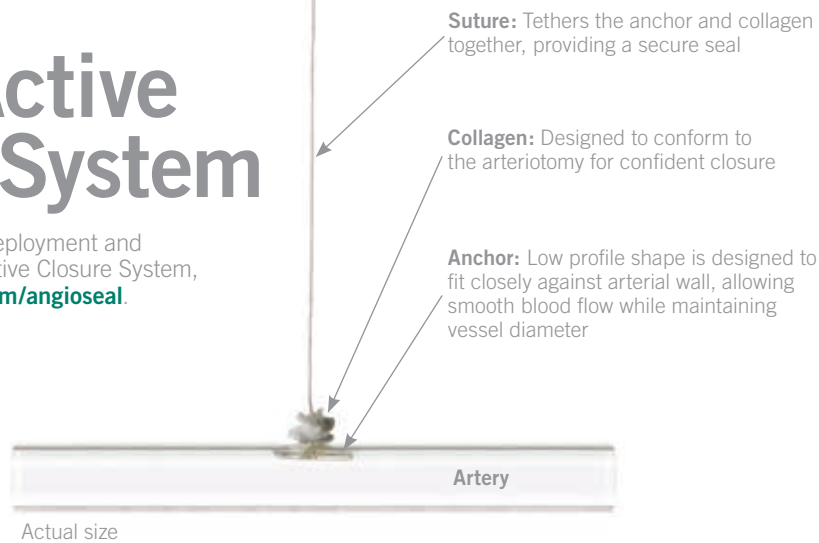 Active
System
eployment and
tive Closure System,
m/angioseal.
Suture: Tethers the anchor and collagen
together, providing a secure seal
Collagen: Designed to conform to
the arteriotomy for confident closure
Anchor: Low profile shape is designed to
fit closely against arterial wall, allowing
smooth blood flow while maintaining
vessel diameter
Artery
Actual size